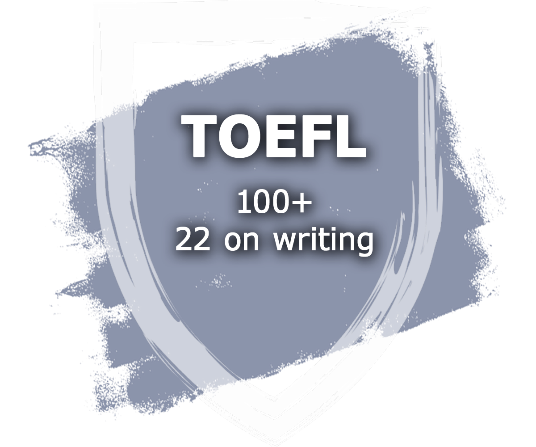 TOEFL
100+
22 on writing